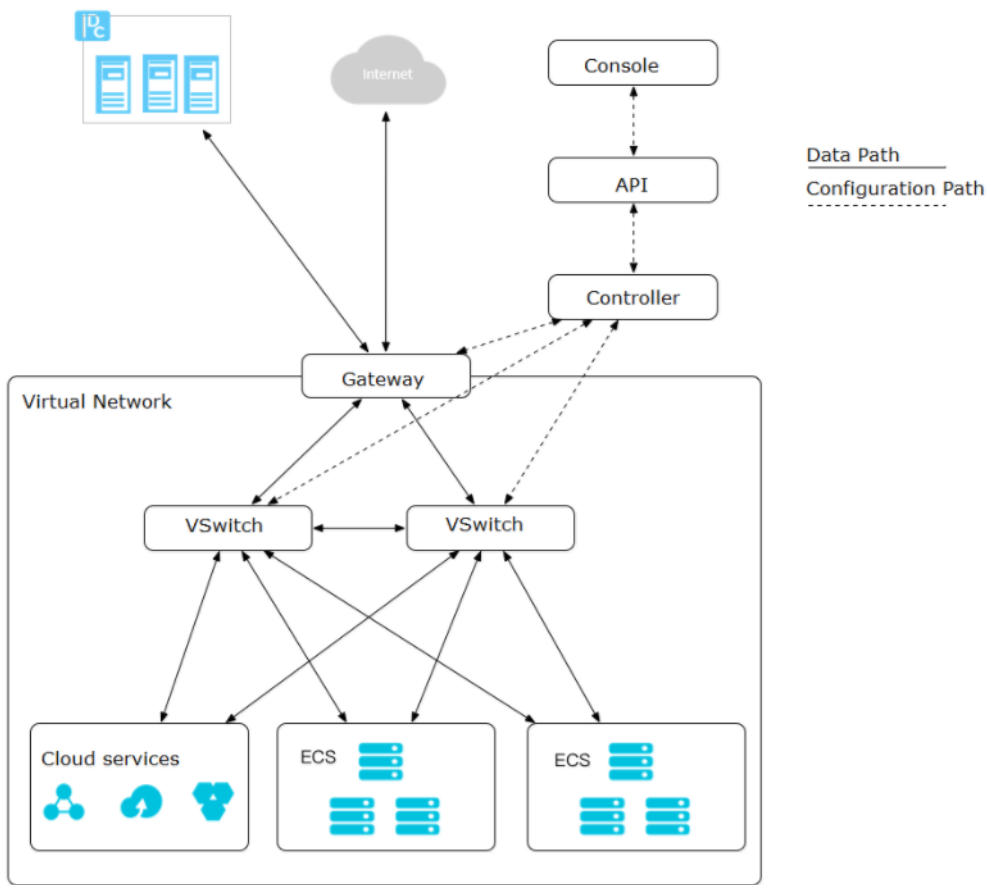 IDC
Internet
Console
API
Data Path
Configuration Path
Controller
Gateway
Virtual Network
VSwitch
VSwitch
Cloud services
ECS
ECS